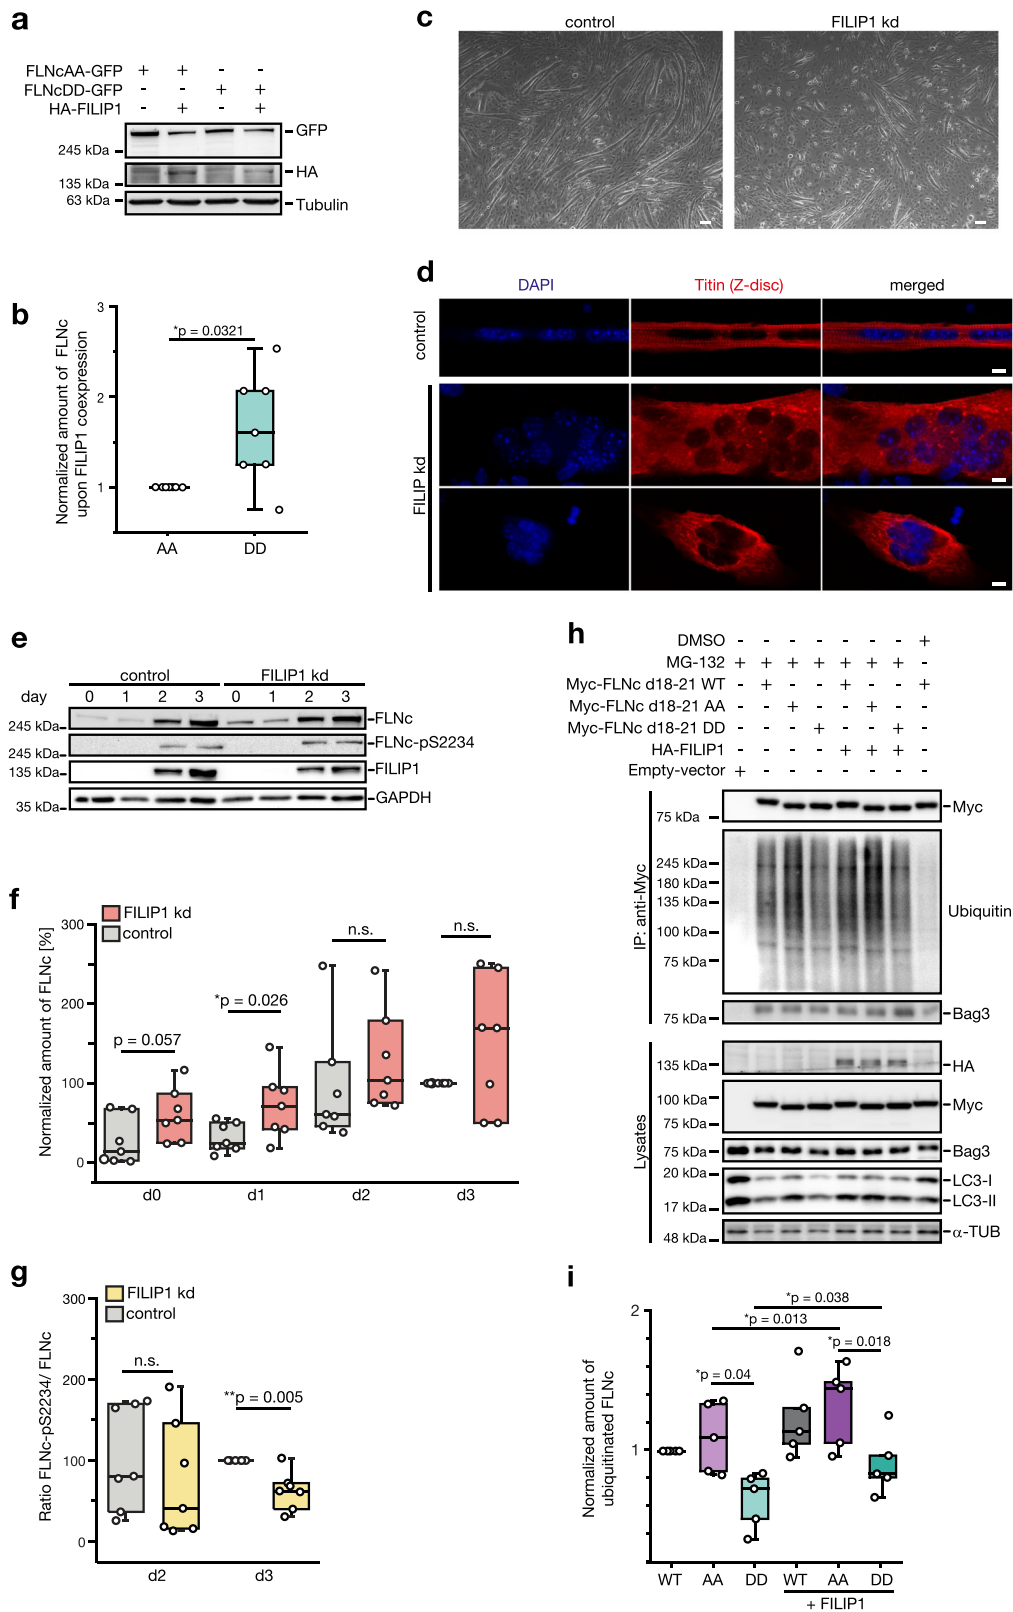 a
FLNcAA-GFP + + - -
FLNcDD-GFP - - + +
HA-FILIP1 - + - +
GFP
245 kDa
HA
135 kDa
63 kDa
Tubulin
b
Normalized amount of FLNc
upon FILIP1 coexpression
3
2
1
*p = 0.0321
AA DD
c
control FILIP1 kd
d
DAPI Titin (Z-disc) merged
control
FILIP kd
e
control FILIP1 kd
day 0 1 2 3 0 1 2 3
245 kDa FLNc
245 kDa FLNc-pS2234
135 kDa FILIP1
35 kDa GAPDH
f
Normalized amount of FLNc [%]
300
200
100
0
FILIP1 kd
control
p = 0.057
*p = 0.026
n.s.
n.s.
d0 d1 d2 d3
g
Ratio FLNc-pS2234/ FLNc
300
200
100
0
FILIP1 kd
control
n.s.
**p = 0.005
d2 d3
h
DMSO - - - - - - - +
MG-132 + + + + + + + -
Myc-FLNc d18-21 WT - + - - + - - +
Myc-FLNc d18-21 AA - - + - - + - -
Myc-FLNc d18-21 DD - - - + - - + -
HA-FILIP1 - - - - + + + -
Empty-vector + - - - - - - -
IP: anti-Myc
75 kDa
Myc
245 kDa
180 kDa
135 kDa
100 kDa
75 kDa
Ubiquitin
75 kDa
Bag3
Lysates
135 kDa
HA
100 kDa
75 kDa
Myc
75 kDa
Bag3
20 kDa
LC3-I
17 kDa
LC3-II
48 kDa
α-TUB
i
Normalized amount of
ubiquitinated FLNc
2
1
*p = 0.038
*p = 0.013
*p = 0.018
*p = 0.04
WT AA DD WT AA DD
+ FILIP1